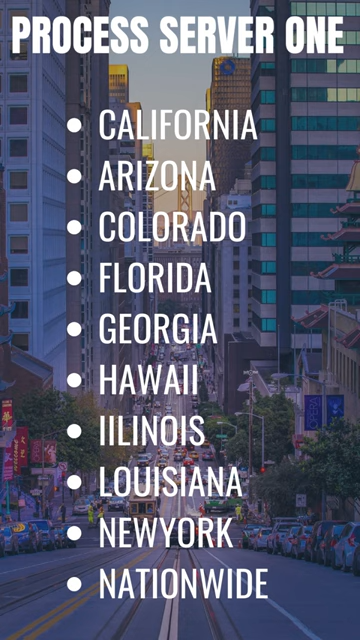 PROCESS SERVER ONE
• CALIFORNIA
• ARIZONA
• COLORADO
• FLORIDA
• GEORGIA
• HAWAII
• IILINOIS
• LOUISIANA
• NEWYORK
• NATIONWIDE